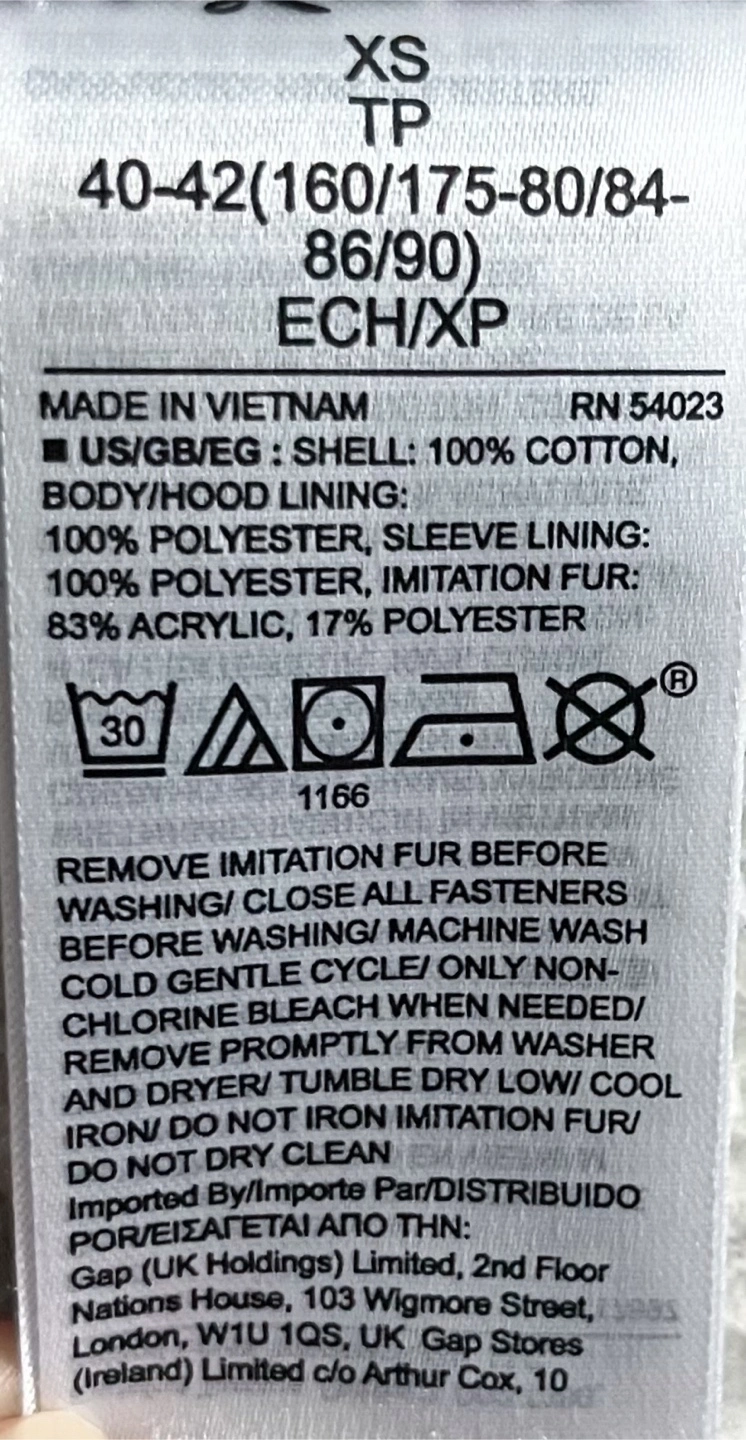 XS
TP
40-42(160/175-80/84-
86/90)
ECH/XP
MADE IN VIETNAM RN 54023
■ US/GB/EG : SHELL: 100% COTTON,
BODY/HOOD LINING:
100% POLYESTER, SLEEVE LINING:
100% POLYESTER, IMITATION FUR:
83% ACRYLIC, 17% POLYESTER
30 ®
1166
REMOVE IMITATION FUR BEFORE
WASHING/ CLOSE ALL FASTENERS
BEFORE WASHING/ MACHINE WASH
COLD GENTLE CYCLE/ ONLY NON-
CHLORINE BLEACH WHEN NEEDED/
REMOVE PROMPTLY FROM WASHER
AND DRYER/ TUMBLE DRY LOW/ COOL
IRON/ DO NOT IRON IMITATION FUR/
DO NOT DRY CLEAN
Imported By/Importe Par/DISTRIBUIDO
POR/ΕΙΣΑΓΕΤΑΙ ΑΠΟ ΤΗΝ:
Gap (UK Holdings) Limited, 2nd Floor
Nations House, 103 Wigmore Street,
London, W1U 1QS, UK Gap Stores
(Ireland) Limited c/o Arthur Cox, 10